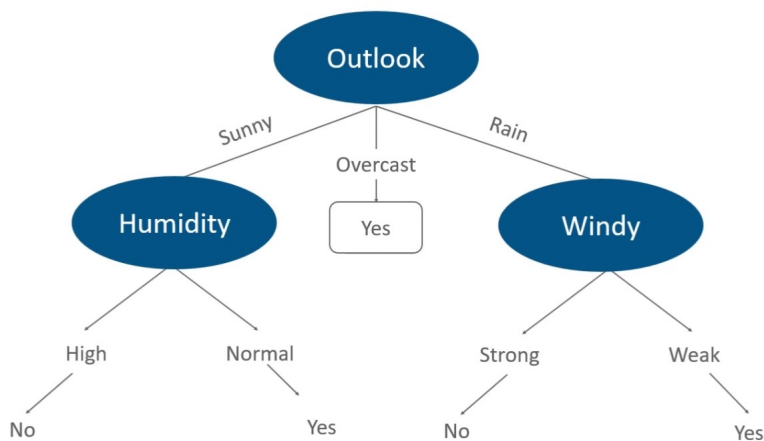 Outlook
Sunny
Rain
Overcast
Humidity
Yes
Windy
High
Normal
Strong
Weak
No
Yes
No
Yes